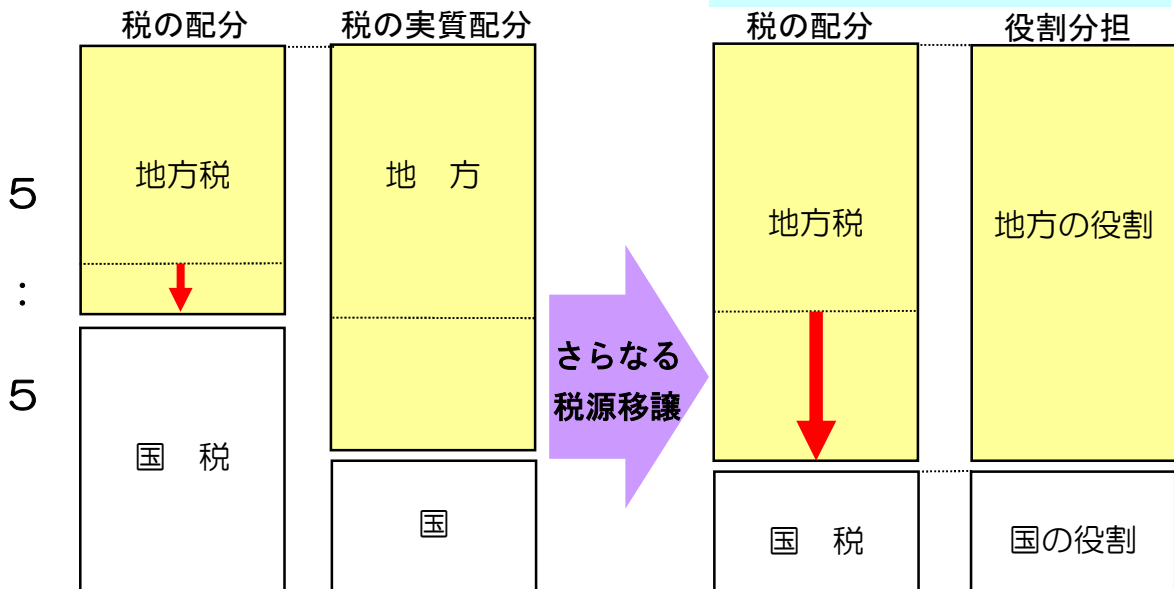 税の配分
税の実質配分
税の配分
役割分担
5
:
5
地方税
地 方
国 税
国
さらなる
税源移譲
地方税
地方の役割
国 税
国の役割